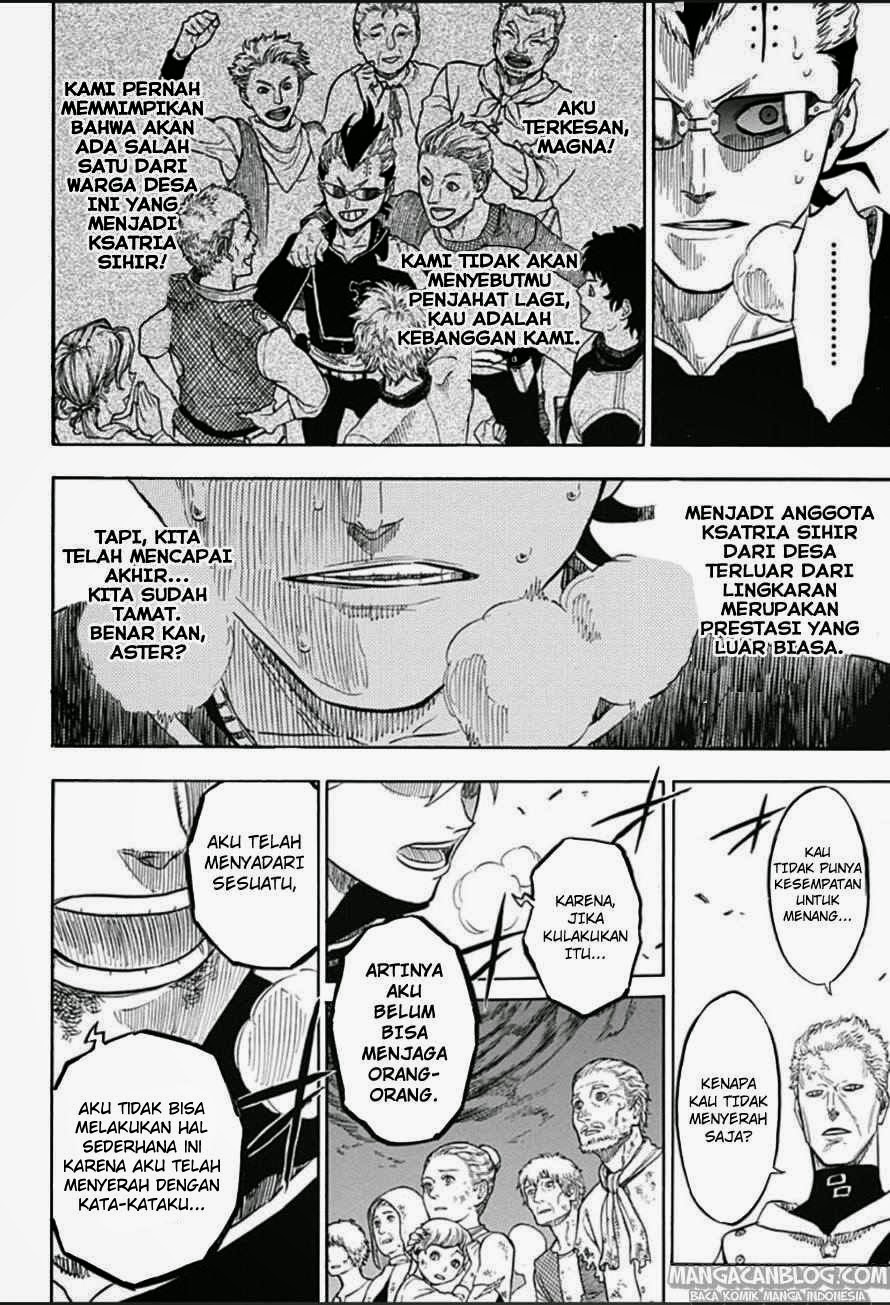 .........
AKU
TERKESAN,
MAGNA!
KAMI PERNAH
MEMMIMPIKAN
BAHWA AKAN
ADA SALAH
SATU DARI
WARGA DESA
INI YANG
MENJADI
KSATRIA
SIHIR!
KAMI TIDAK AKAN
MENYEBUTMU
PENJAHAT LAGI,
KAU ADALAH
KEBANGGAN KAMI.
MENJADI ANGGOTA
KSATRIA SIHIR
DARI DESA
TERLUAR DARI
LINGKARAN
MERUPAKAN
PRESTASI YANG
LUAR BIASA.
TAPI, KITA
TELAH MENCAPAI
AKHIR...
KITA SUDAH
TAMAT.
BENAR KAN,
ASTER?
KAU
TIDAK PUNYA
KESEMPATAN
UNTUK
MENANG...
KENAPA
KAU TIDAK
MENYERAH
SAJA?
KARENA,
JIKA
KULAKUKAN
ITU...
ARTINYA
AKU
BELUM
BISA
MENJAGA
ORANG-
ORANG.
AKU TELAH
MENYADARI
SESUATU,
AKU TIDAK BISA
MELAKUKAN HAL
SEDERHANA INI
KARENA AKU TELAH
MENYERAH DENGAN
KATA-KATAKU...
MANGACANBLOG.COM
BACA KOMIK MANGA INDONESIA